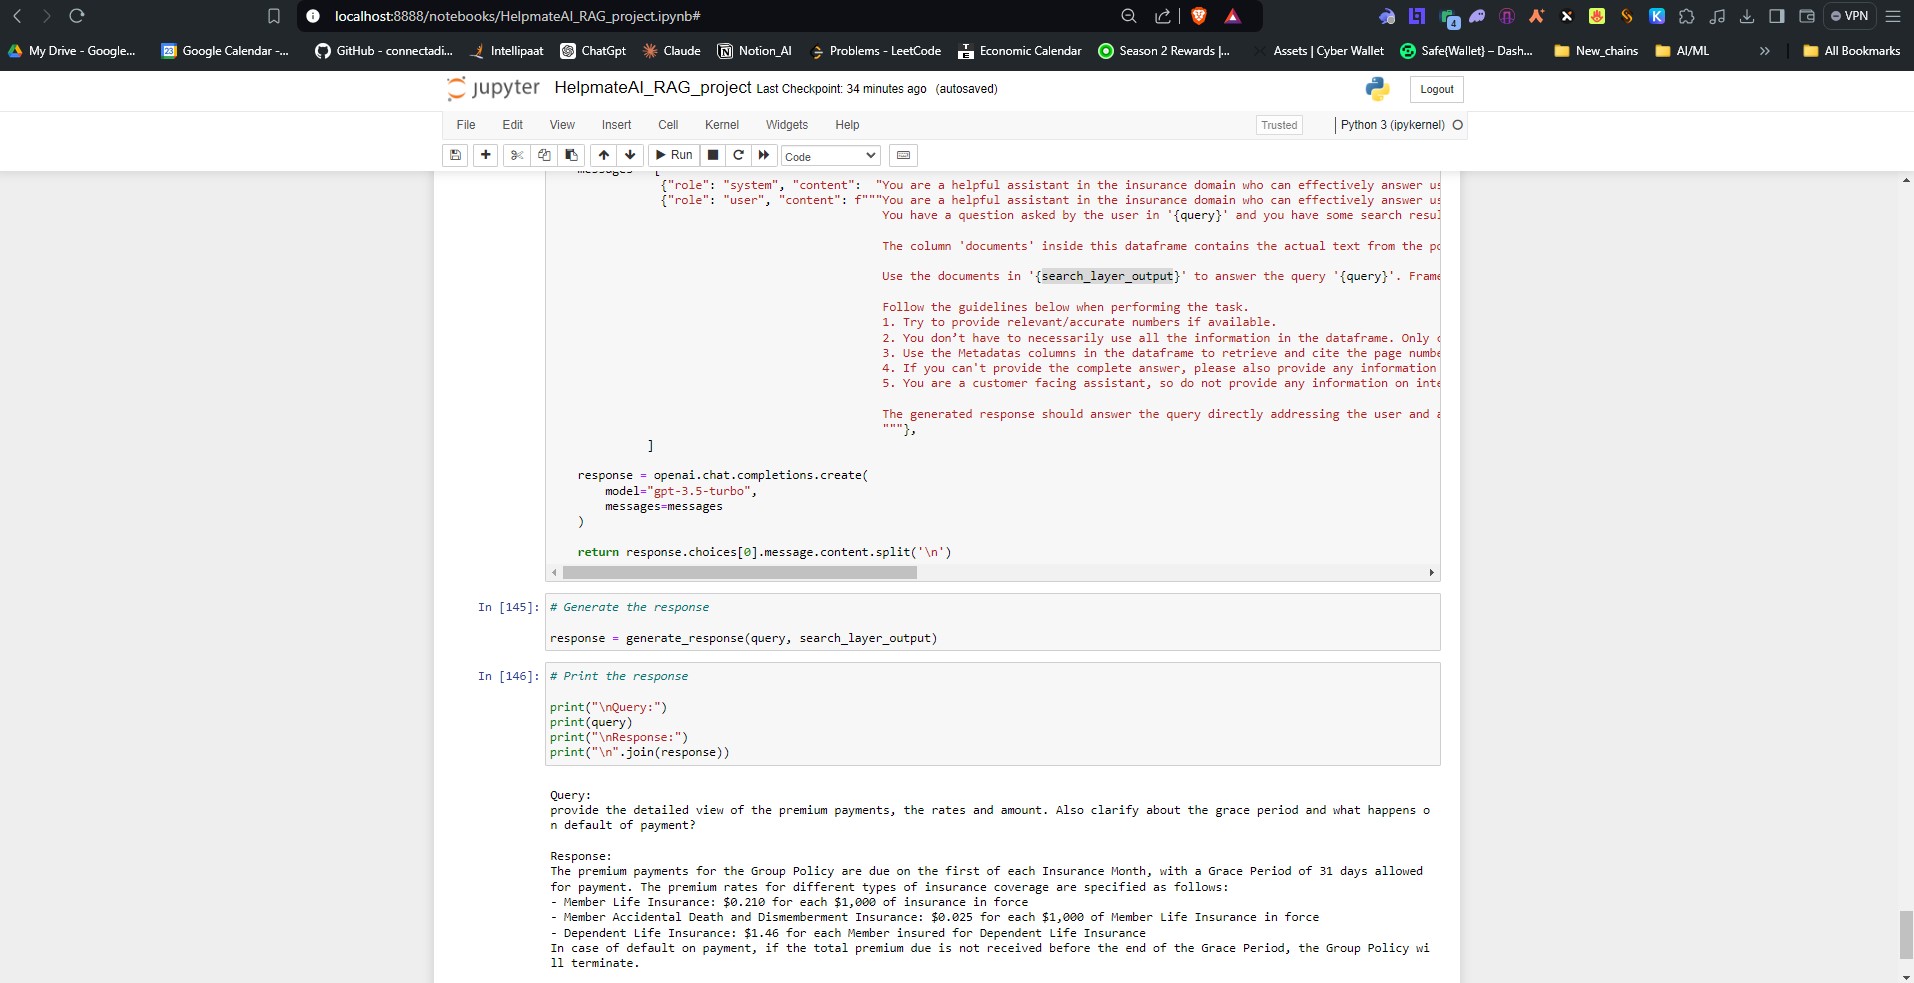 localhost:8888/notebooks/HelpmateAI_RAG_project.ipynb#
4
VPN
My Drive - Google...
23
Google Calendar -...
GitHub - connectadi...
Intellipaat
ChatGpt
Claude
Notion_AI
Problems - LeetCode
Economic Calendar
Season 2 Rewards |...
Assets | Cyber Wallet
Safe{Wallet} – Dash...
New_chains
AI/ML
»
All Bookmarks
jupyter HelpmateAI_RAG_project Last Checkpoint: 34 minutes ago (autosaved)
Logout
File Edit View Insert Cell Kernel Widgets Help
Trusted
Python 3 (ipykernel)
Run
Code
{"role": "system", "content": "You are a helpful assistant in the insurance domain who can effectively answer us
{"role": "user", "content": f"""You are a helpful assistant in the insurance domain who can effectively answer us
You have a question asked by the user in '{query}' and you have some search resul
The column 'documents' inside this dataframe contains the actual text from the po
Use the documents in '{search_layer_output}' to answer the query '{query}'. Frame
Follow the guidelines below when performing the task.
1. Try to provide relevant/accurate numbers if available.
2. You don’t have to necessarily use all the information in the dataframe. Only
3. Use the Metadatas columns in the dataframe to retrieve and cite the page numbe
4. If you can't provide the complete answer, please also provide any information
5. You are a customer facing assistant, so do not provide any information on inte
The generated response should answer the query directly addressing the user and a
"""},
]
response = openai.chat.completions.create(
model="gpt-3.5-turbo",
messages=messages
)
return response.choices[0].message.content.split('\n')
In [145]:
# Generate the response
response = generate_response(query, search_layer_output)
In [146]:
# Print the response
print("\nQuery:")
print(query)
print("\nResponse:")
print("\n".join(response))
Query:
provide the detailed view of the premium payments, the rates and amount. Also clarify about the grace period and what happens o
n default of payment?
Response:
The premium payments for the Group Policy are due on the first of each Insurance Month, with a Grace Period of 31 days allowed
for payment. The premium rates for different types of insurance coverage are specified as follows:
- Member Life Insurance: $0.210 for each $1,000 of insurance in force
- Member Accidental Death and Dismemberment Insurance: $0.025 for each $1,000 of Member Life Insurance in force
- Dependent Life Insurance: $1.46 for each Member insured for Dependent Life Insurance
In case of default on payment, if the total premium due is not received before the end of the Grace Period, the Group Policy wi
ll terminate.